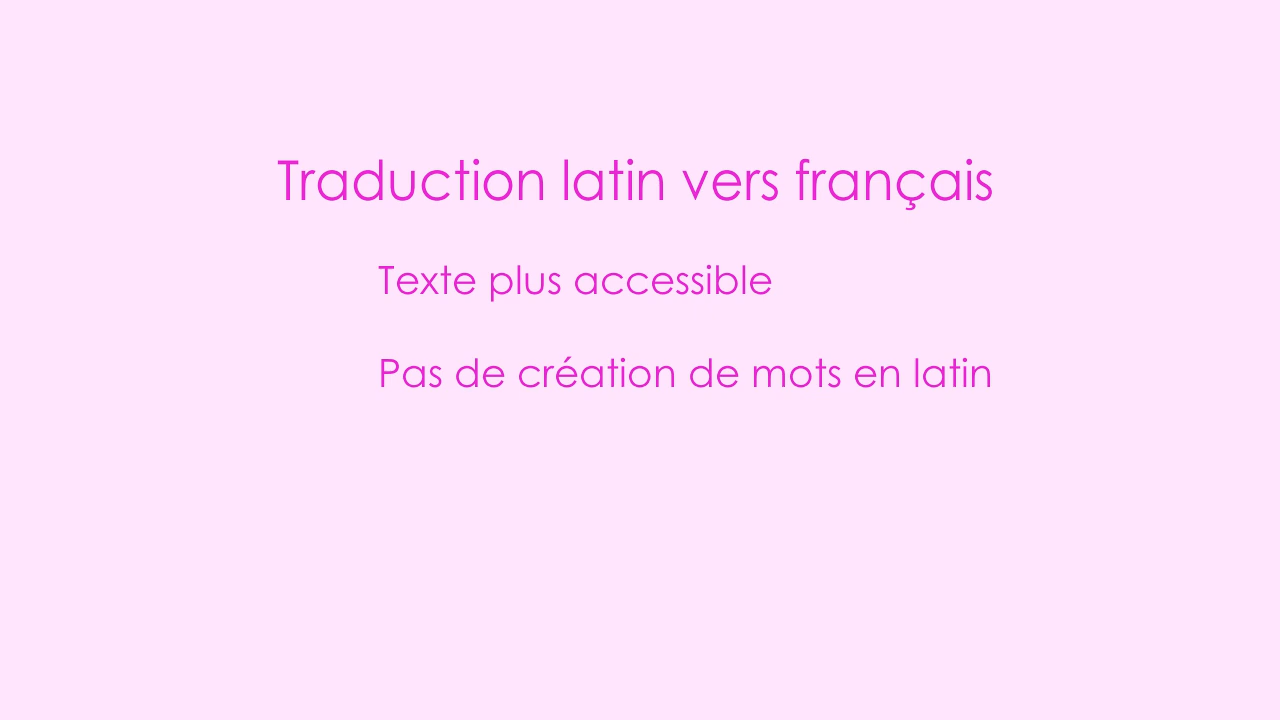 Traduction latin vers français
Texte plus accessible
Pas de création de mots en latin